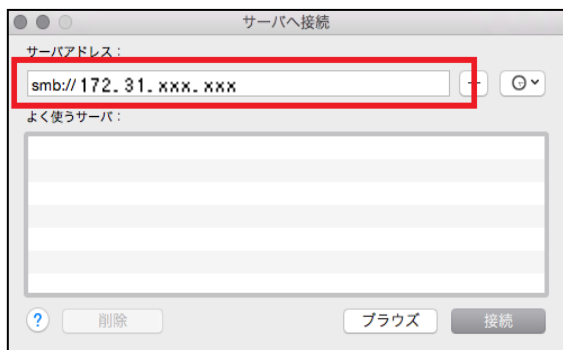 サーバへ接続
サーバアドレス：
smb://172.31.xxx.xxx
+
よく使うサーバ：
?
削除
ブラウズ
接続